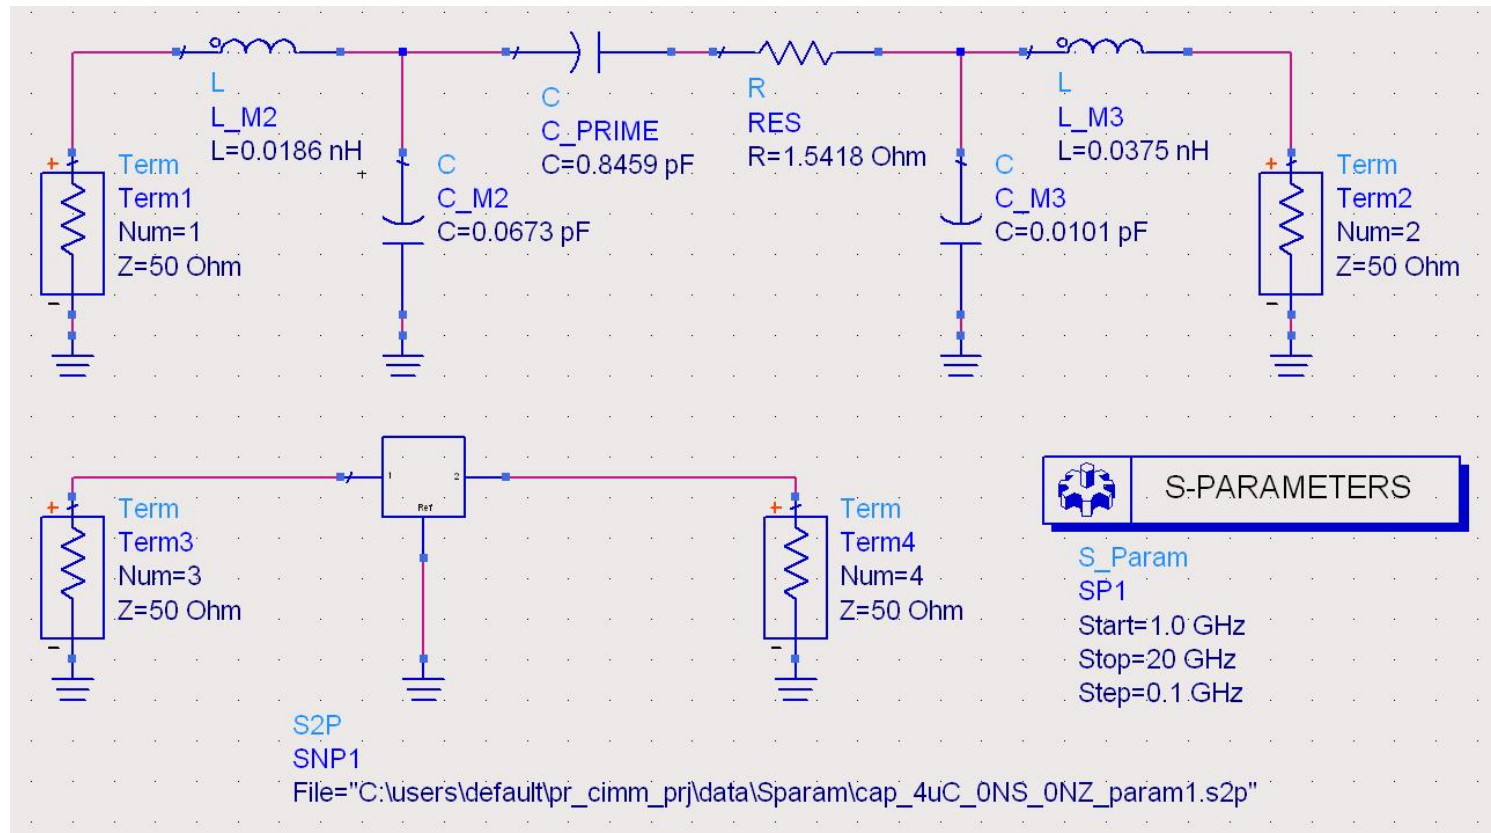 L
L_M2
L=0.0186 nH
C
C_PRIME
C=0.8459 pF
R
RES
R=1.5418 Ohm
L
L_M3
L=0.0375 nH
+
Term
Term1
Num=1
Z=50 Ohm
-
C
C_M2
C=0.0673 pF
C
C_M3
C=0.0101 pF
+
Term
Term2
Num=2
Z=50 Ohm
-
+
Term
Term3
Num=3
Z=50 Ohm
-
1
2
Ref
+
Term
Term4
Num=4
Z=50 Ohm
-
S-PARAMETERS
S_Param
SP1
Start=1.0 GHz
Stop=20 GHz
Step=0.1 GHz
S2P
SNP1
File="C:\users\default\pr_cimm_prj\data\Sparam\cap_4uC_0NS_0NZ_param1.s2p"